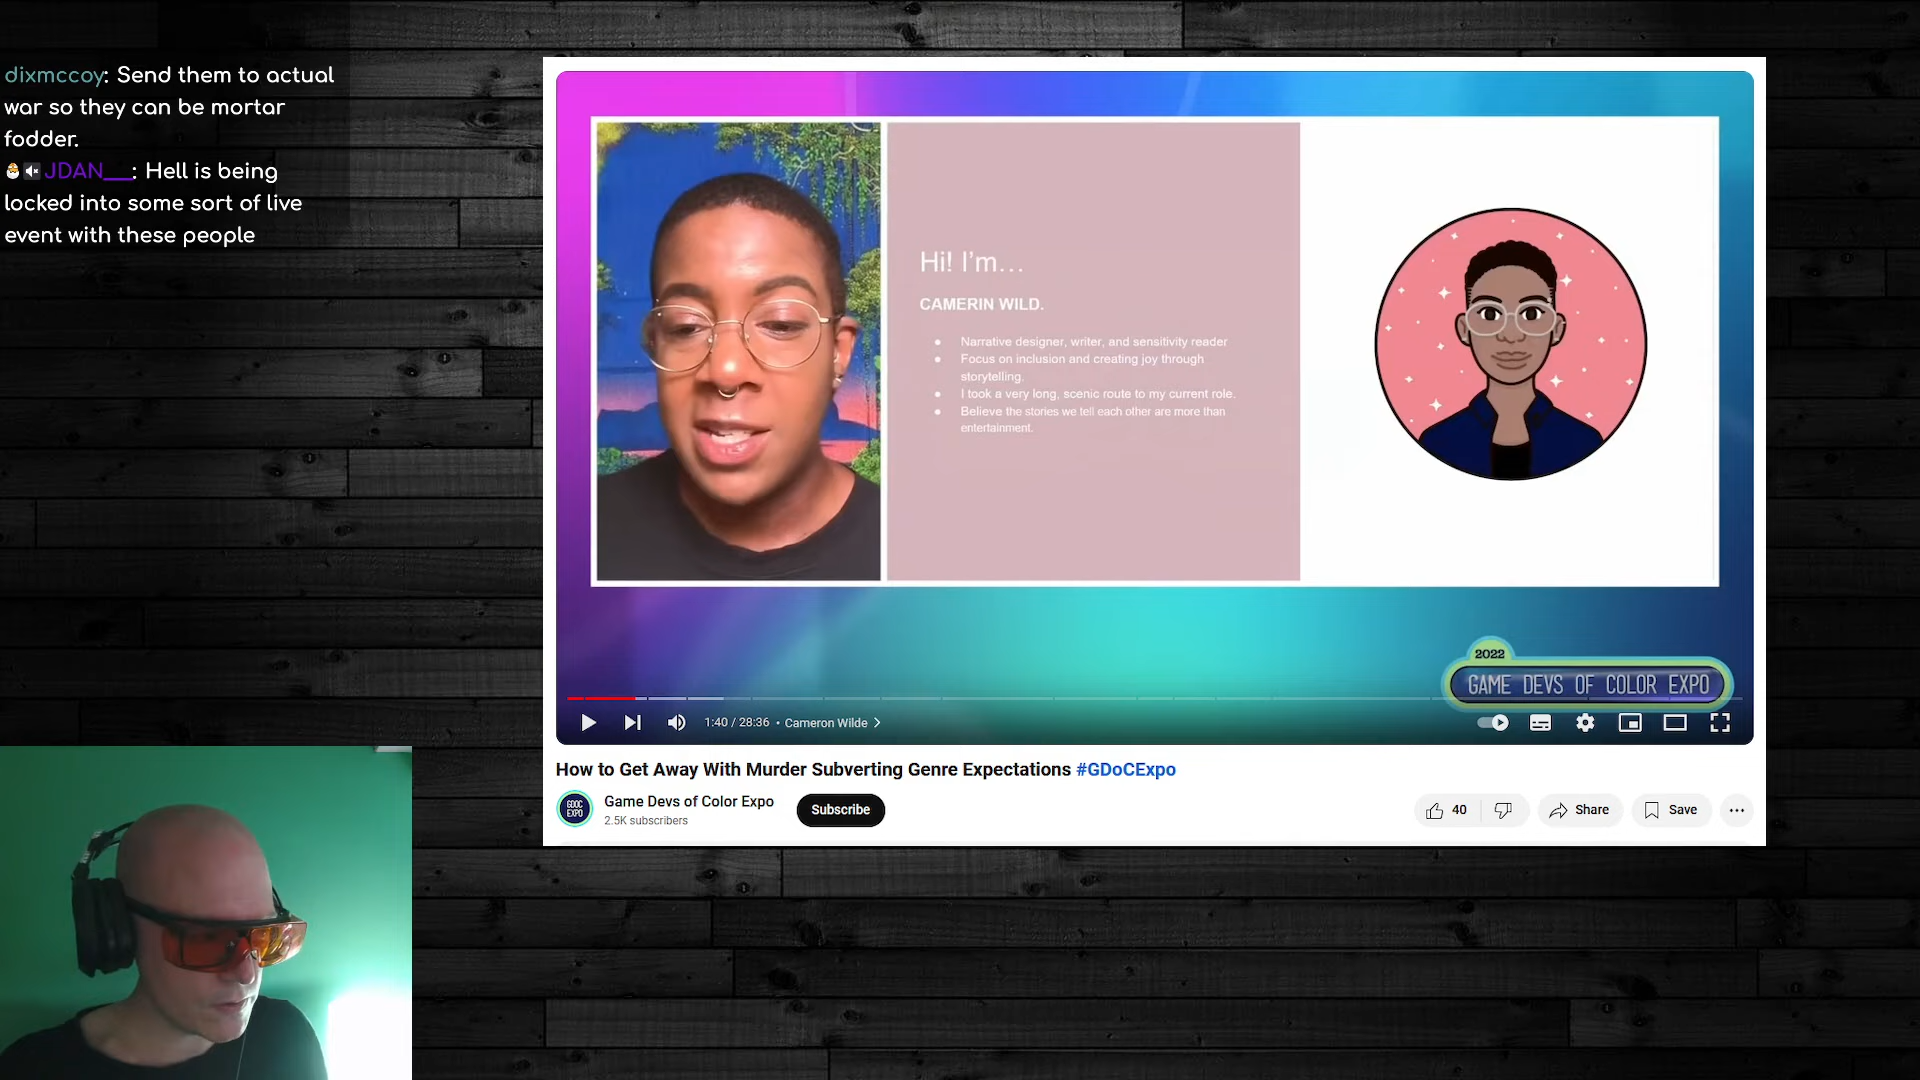 dixmccoy: Send them to actual
war so they can be mortar
fodder.
JDAN___: Hell is being
locked into some sort of live
event with these people
Hi! I'm...
CAMERIN WILD.
Narrative designer, writer, and sensitivity reader
Focus on inclusion and creating joy through
storytelling.
I took a very long, scenic route to my current role.
Believe the stories we tell each other are more than
entertainment.
2022
GAME DEVS OF COLOR EXPO
1:40 / 28:36 • Cameron Wilde
How to Get Away With Murder Subverting Genre Expectations #GDoCExpo
GDOC
EXPO
Game Devs of Color Expo
2.5K subscribers
Subscribe
40
Share
Save